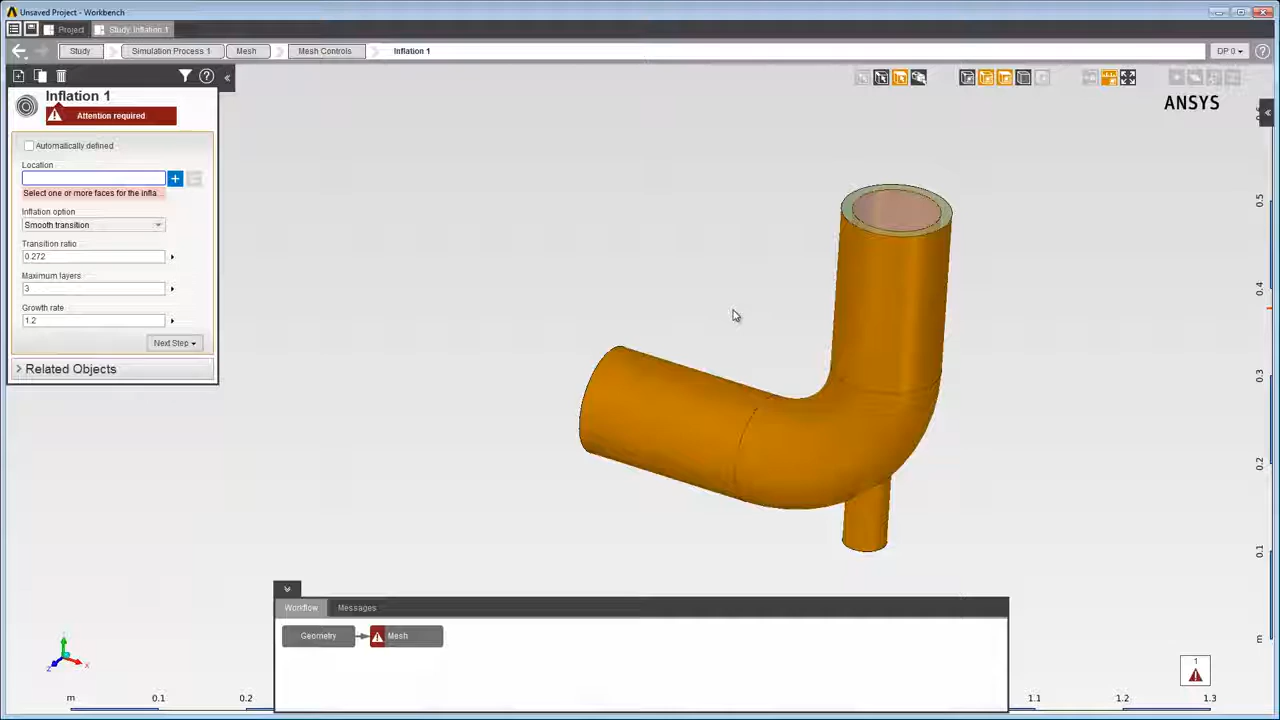 Unsaved Project - Workbench
Project
Study: Inflation 1
Study
Simulation Process 1
Mesh
Mesh Controls
Inflation 1
DP 0
Inflation 1
Attention required
ANSYS
Automatically defined
Location
Select one or more faces for the infla...
Inflation option
Smooth transition
Transition ratio
0.272
Maximum layers
3
Growth rate
1.2
Next Step
Related Objects
0.5
0.4
0.3
0.2
0.1
m
Workflow
Messages
Geometry
Mesh
1
x
z
m
0.1
0.2
1.1
1.2
1.3